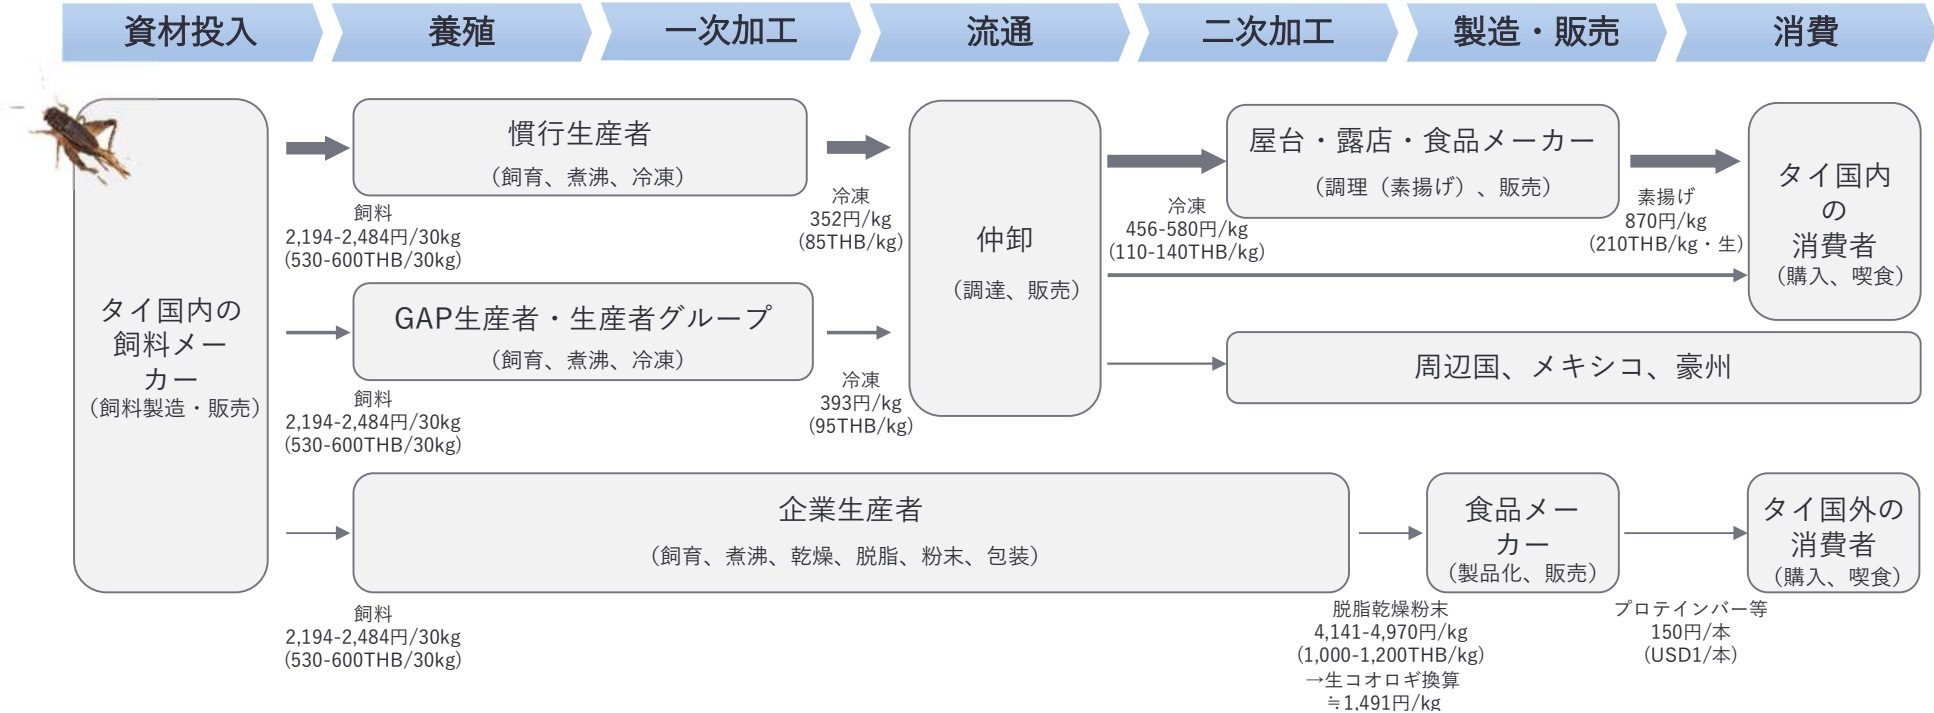 資材投入
養殖
一次加工
流通
二次加工
製造・販売
消費
タイ国内の
飼料メー
カー
（飼料製造・販売）
慣行生産者
（飼育、煮沸、冷凍）
飼料
2,194-2,484円/30kg
(530-600THB/30kg)
冷凍
352円/kg
(85THB/kg)
GAP生産者・生産者グループ
（飼育、煮沸、冷凍）
飼料
2,194-2,484円/30kg
(530-600THB/30kg)
冷凍
393円/kg
(95THB/kg)
仲卸
（調達、販売）
冷凍
456-580円/kg
(110-140THB/kg)
屋台・露店・食品メーカー
（調理（素揚げ）、販売）
素揚げ
870円/kg
(210THB/kg・生)
タイ国内
の
消費者
（購入、喫食）
周辺国、メキシコ、豪州
企業生産者
（飼育、煮沸、乾燥、脱脂、粉末、包装）
飼料
2,194-2,484円/30kg
(530-600THB/30kg)
脱脂乾燥粉末
4,141-4,970円/kg
(1,000-1,200THB/kg)
→生コオロギ換算
≒1,491円/kg
食品メー
カー
（製品化、販売）
プロテインバー等
150円/本
(USD1/本)
タイ国外の
消費者
（購入、喫食）